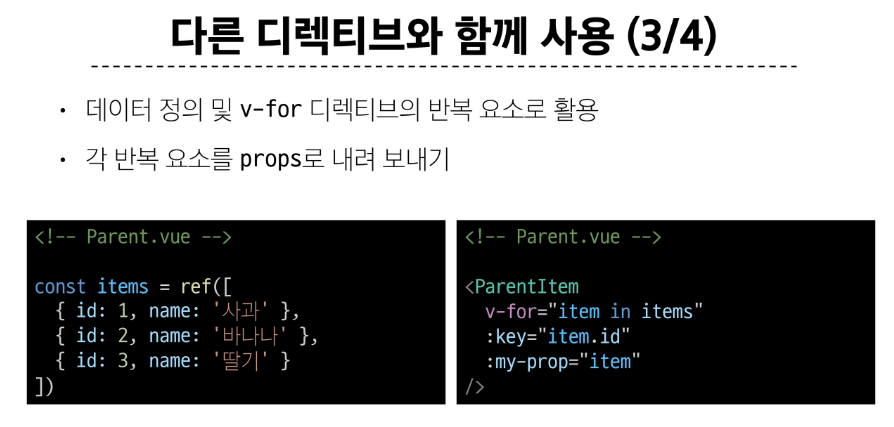 다른 디렉티브와 함께 사용 (3/4)
• 데이터 정의 및 v-for 디렉티브의 반복 요소로 활용
• 각 반복 요소를 props로 내려 보내기
<!-- Parent.vue -->
const items = ref([
  { id: 1, name: '사과' },
  { id: 2, name: '바나나' },
  { id: 3, name: '딸기' }
])
<!-- Parent.vue -->
<ParentItem
  v-for="item in items"
  :key="item.id"
  :my-prop="item"
/>